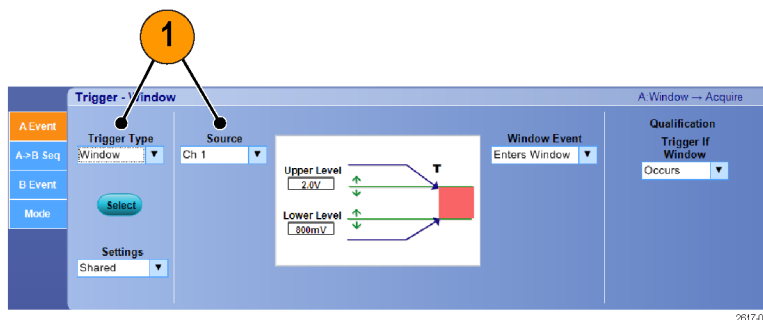 1
Trigger - Window
A:Window → Acquire
A Event
A->B Seq
B Event
Mode
Trigger Type
Window
Select
Settings
Shared
Source
Ch 1
Upper Level
2.0V
Lower Level
800mV
T
Window Event
Enters Window
Qualification
Trigger If
Window
Occurs